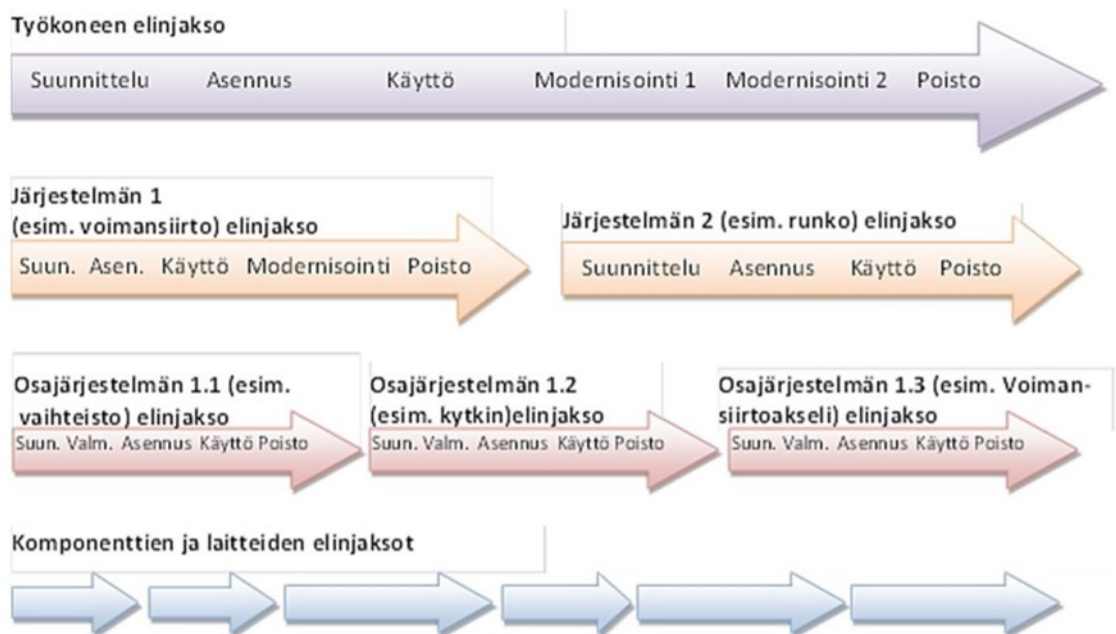 Työkoneen elinjakso
Suunnittelu Asennus Käyttö Modernisointi 1 Modernisointi 2 Poisto
Järjestelmän 1
(esim. voimansiirto) elinjakso
Suun. Asen. Käyttö Modernisointi Poisto
Järjestelmän 2 (esim. runko) elinjakso
Suunnittelu Asennus Käyttö Poisto
Osajärjestelmän 1.1 (esim.
vaihteisto) elinjakso
Suun. Valm. Asennus Käyttö Poisto
Osajärjestelmän 1.2
(esim. kytkin)elinjakso
Suun. Valm. Asennus Käyttö Poisto
Osajärjestelmän 1.3 (esim. Voiman-
siirtoakseli) elinjakso
Suun. Valm. Asennus Käyttö Poisto
Komponenttien ja laitteiden elinjaksot